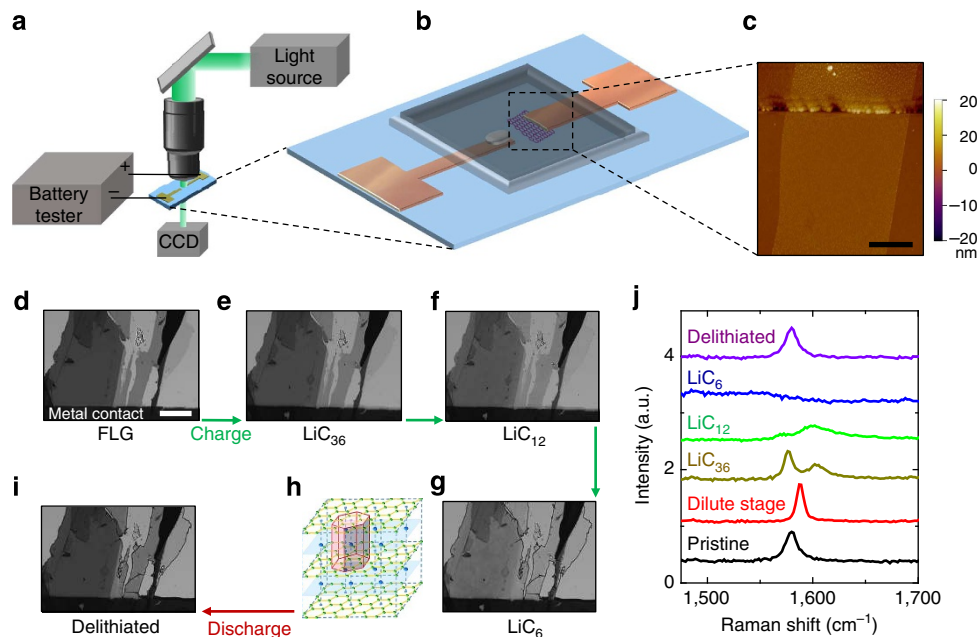 a
b
c
Light
source
Battery
tester
+
–
CCD
20
10
0
–10
–20
nm
d
e
f
j
Metal contact
FLG
Charge
LiC36
LiC12
i
h
g
Delithiated
Discharge
LiC6
Intensity (a.u.)
4
2
0
Delithiated
LiC6
LiC12
LiC36
Dilute stage
Pristine
1,500
1,600
1,700
Raman shift (cm–1)